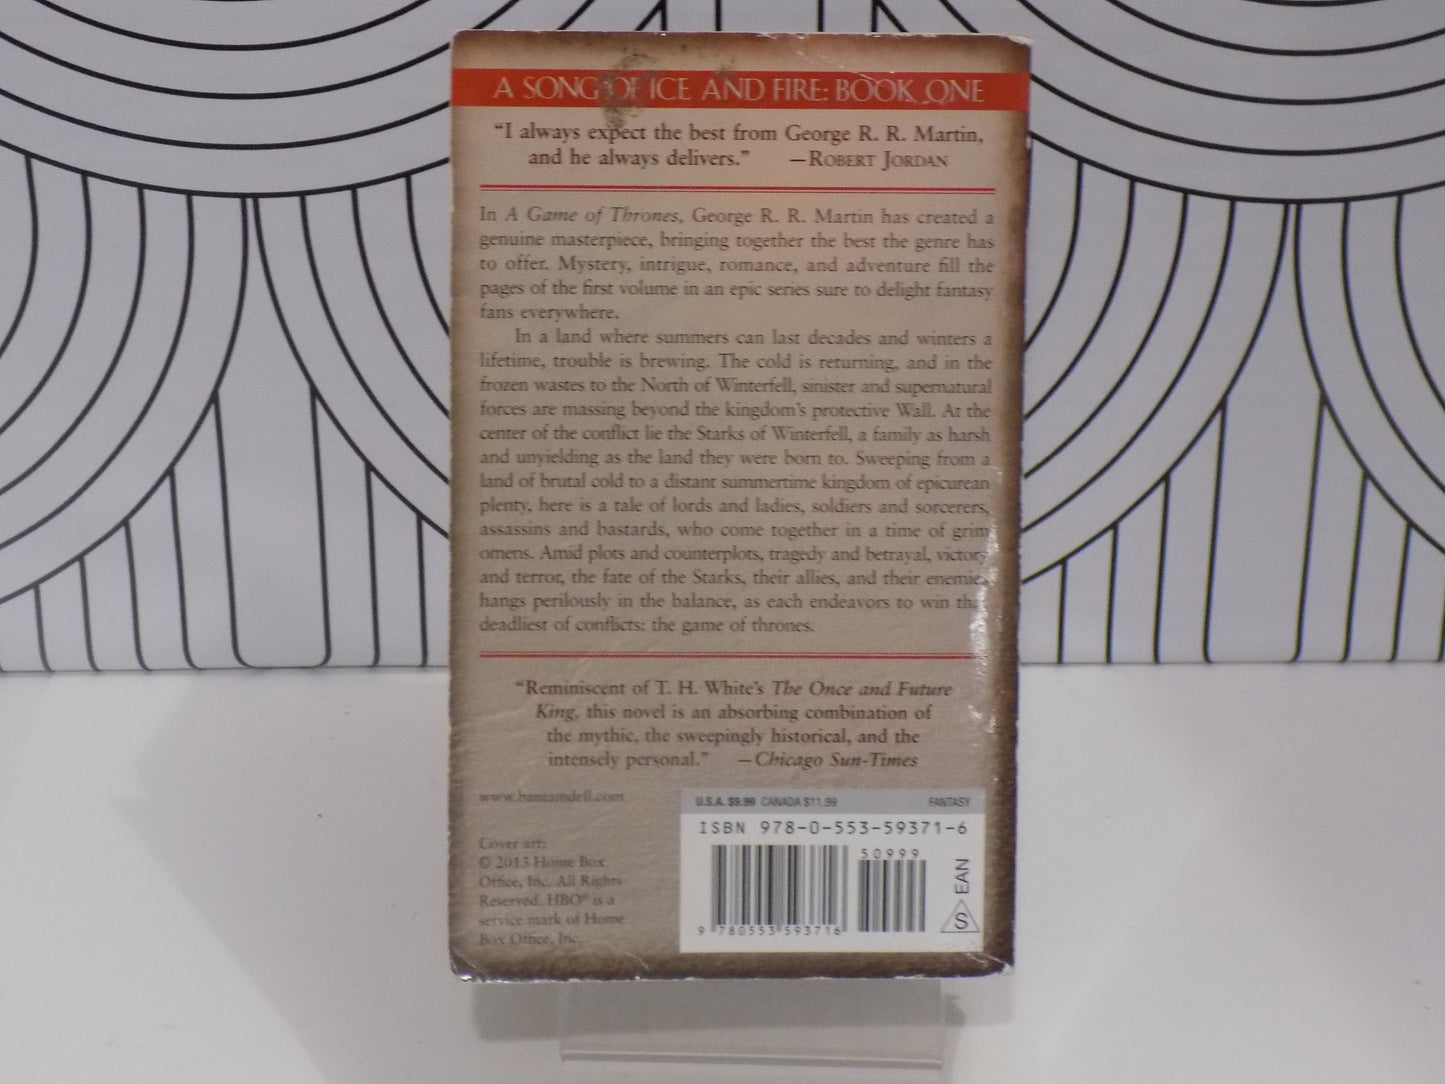 A SONG OF ICE AND FIRE: BOOK ONE
“I always expect the best from George R. R. Martin,
and he always delivers.” —ROBERT JORDAN
In A Game of Thrones, George R. R. Martin has created a
genuine masterpiece, bringing together the best the genre has
to offer. Mystery, intrigue, romance, and adventure fill the
pages of the first volume in an epic series sure to delight fantasy
fans everywhere.
In a land where summers can last decades and winters a
lifetime, trouble is brewing. The cold is returning, and in the
frozen wastes to the North of Winterfell, sinister and supernatural
forces are massing beyond the kingdom’s protective Wall. At the
center of the conflict lie the Starks of Winterfell, a family as harsh
and unyielding as the land they were born to. Sweeping from a
land of brutal cold to a distant summertime kingdom of epicurean
plenty, here is a tale of lords and ladies, soldiers and sorcerers,
assassins and bastards, who come together in a time of grim
omens. Amid plots and counterplots, tragedy and betrayal, victory
and terror, the fate of the Starks, their allies, and their enemies
hangs perilously in the balance, as each endeavors to win that
deadliest of conflicts: the game of thrones.
“Reminiscent of T. H. White’s The Once and Future
King, this novel is an absorbing combination of
the mythic, the sweepingly historical, and the
intensely personal.” —Chicago Sun-Times
www.bantamdell.com
Cover art:
© 2013 Home Box
Office, Inc. All Rights
Reserved. HBO® is a
service mark of Home
Box Office, Inc.
U.S.A. $9.99 CANADA $11.99 FANTASY
ISBN 978-0-553-59371-6
50999
9 780553 593716
EAN
S